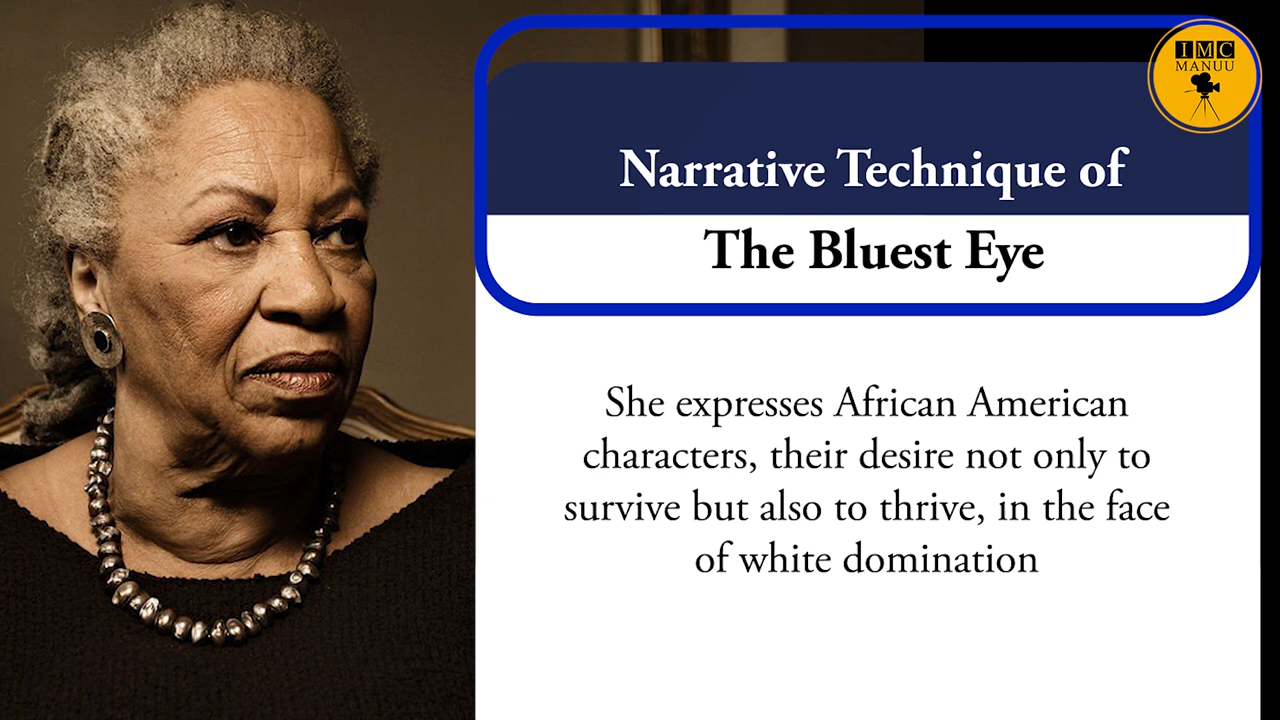 IMC
MANUU
Narrative Technique of
The Bluest Eye
She expresses African American
characters, their desire not only to
survive but also to thrive, in the face
of white domination